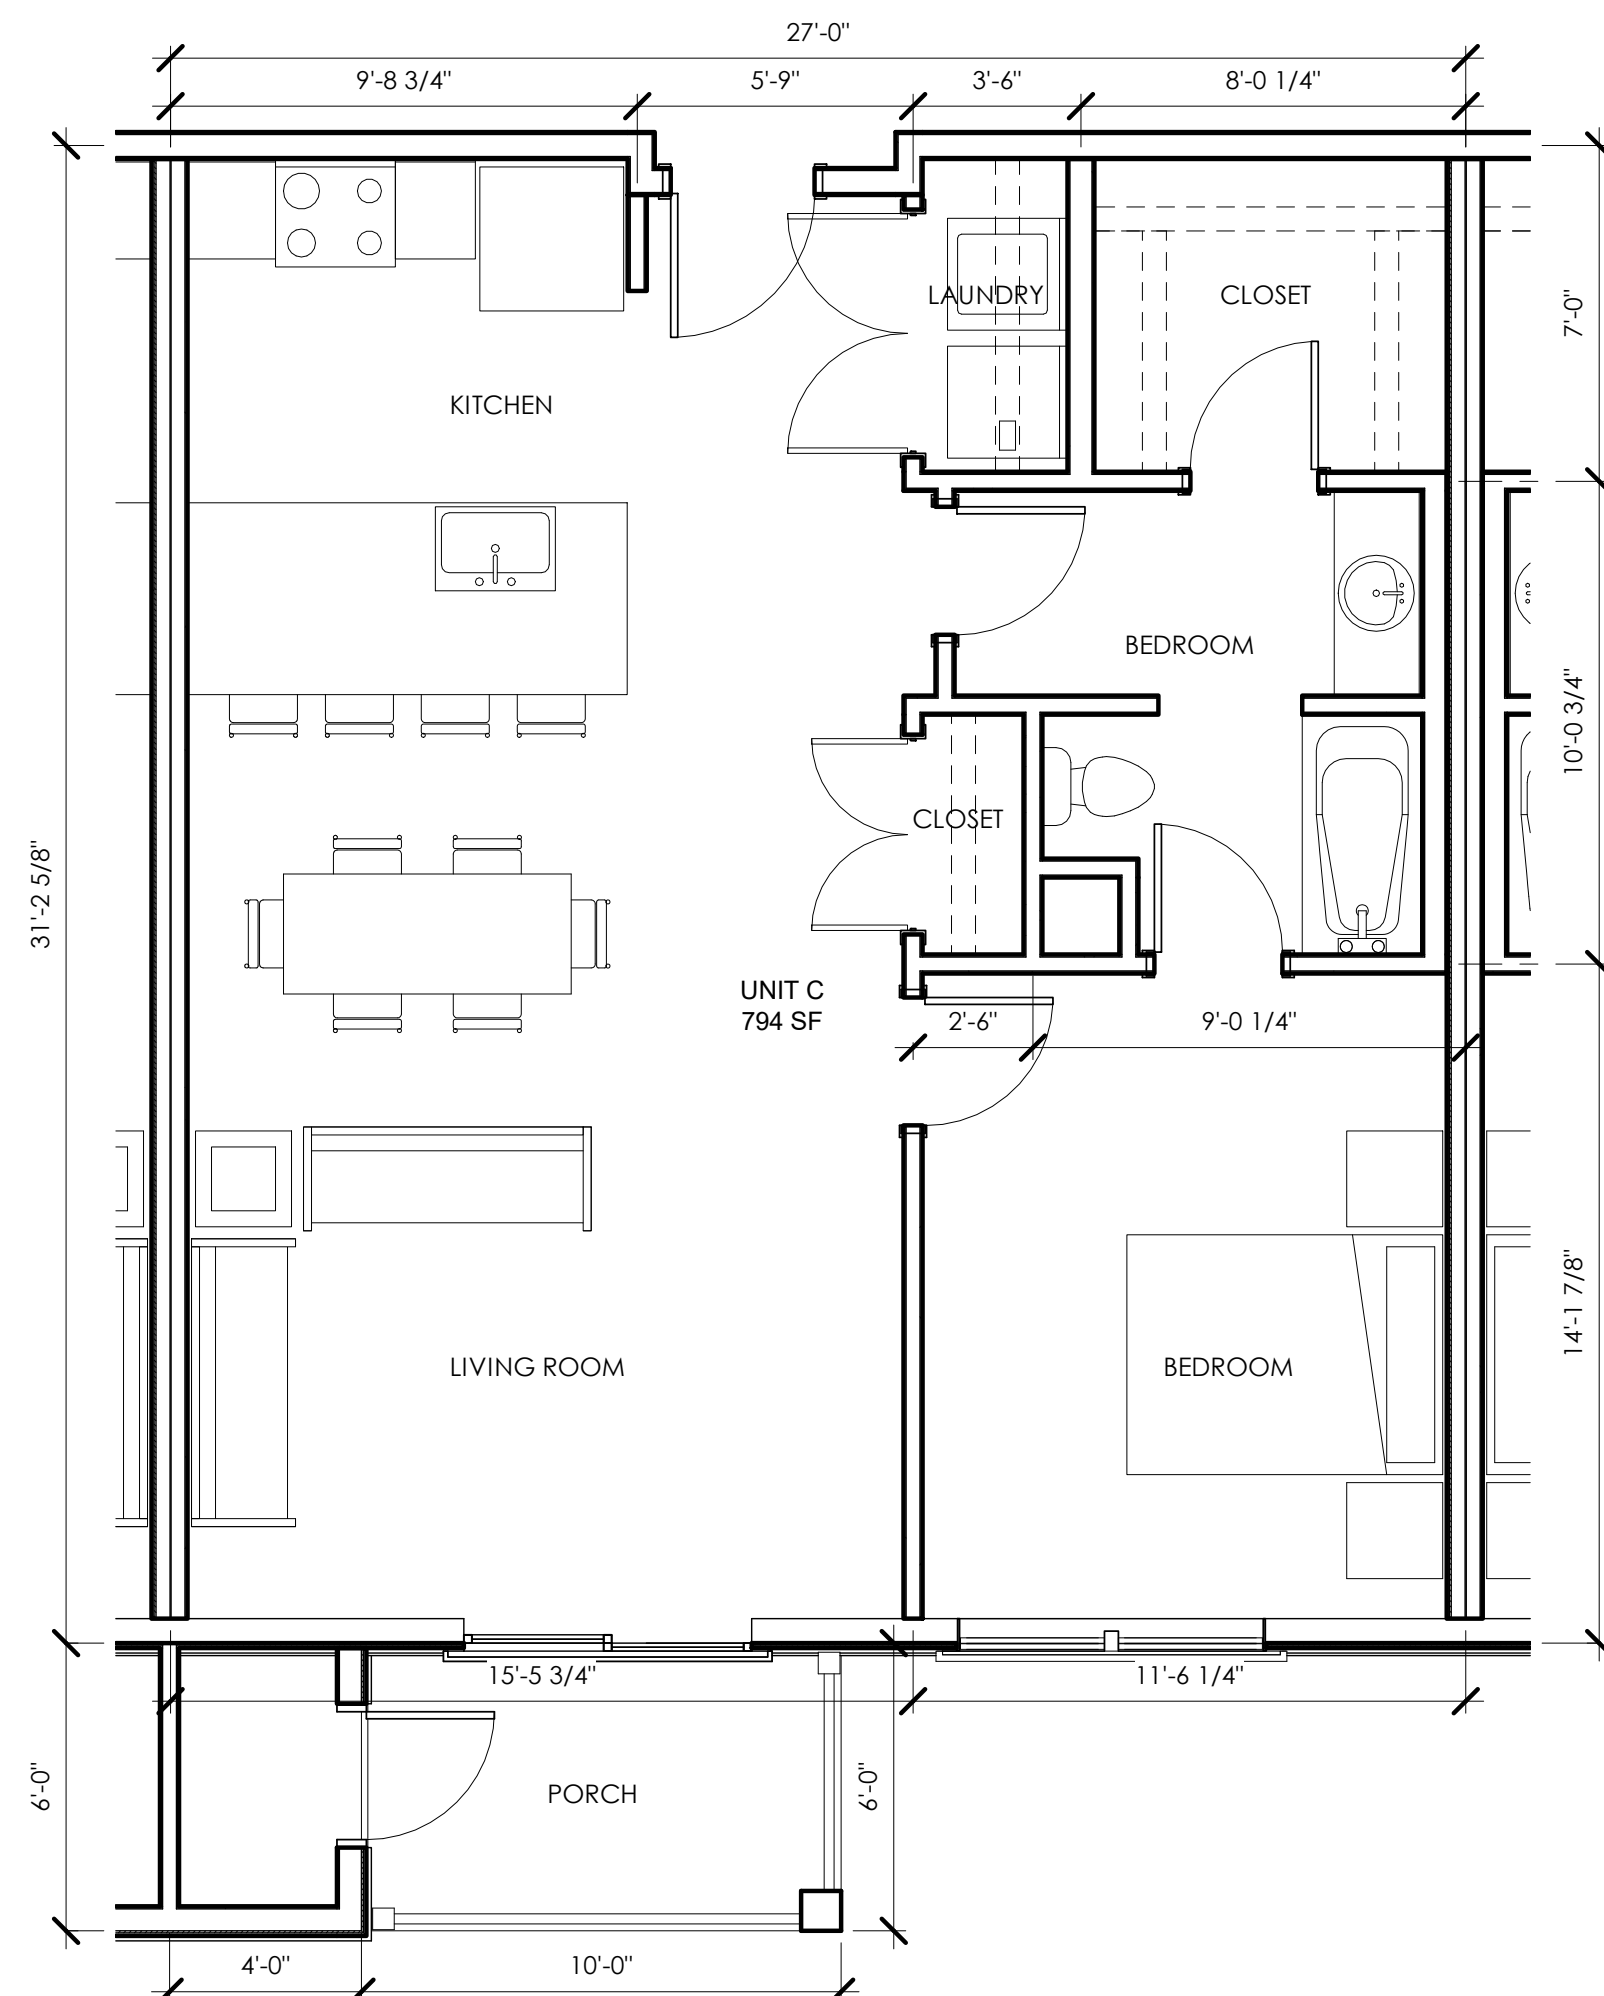 27'-0"
9'-8 3/4"
5'-9"
3'-6"
8'-0 1/4"
LAUNDRY
CLOSET
7'-0"
KITCHEN
BEDROOM
10'-0 3/4"
CLOSET
31'-2 5/8"
UNIT C
794 SF
2'-6"
9'-0 1/4"
14'-1 7/8"
LIVING ROOM
BEDROOM
15'-5 3/4"
11'-6 1/4"
6'-0"
PORCH
6'-0"
4'-0"
10'-0"